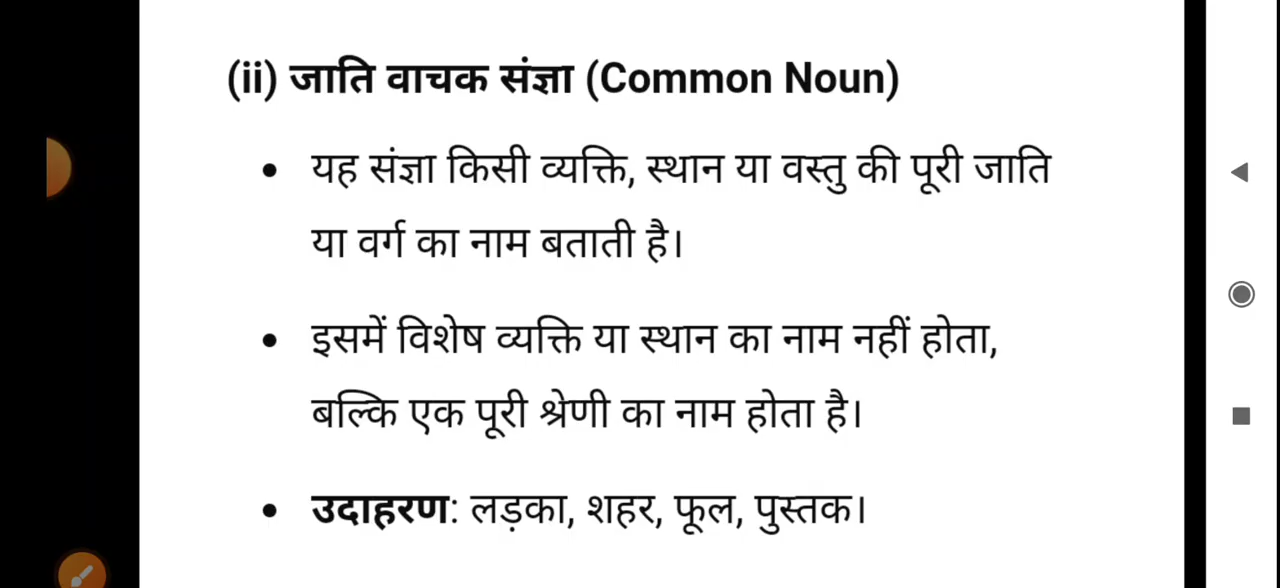 (ii) जाति वाचक संज्ञा (Common Noun)
• यह संज्ञा किसी व्यक्ति, स्थान या वस्तु की पूरी जाति
या वर्ग का नाम बताती है।
• इसमें विशेष व्यक्ति या स्थान का नाम नहीं होता,
बल्कि एक पूरी श्रेणी का नाम होता है।
• उदाहरण: लड़का, शहर, फूल, पुस्तक।